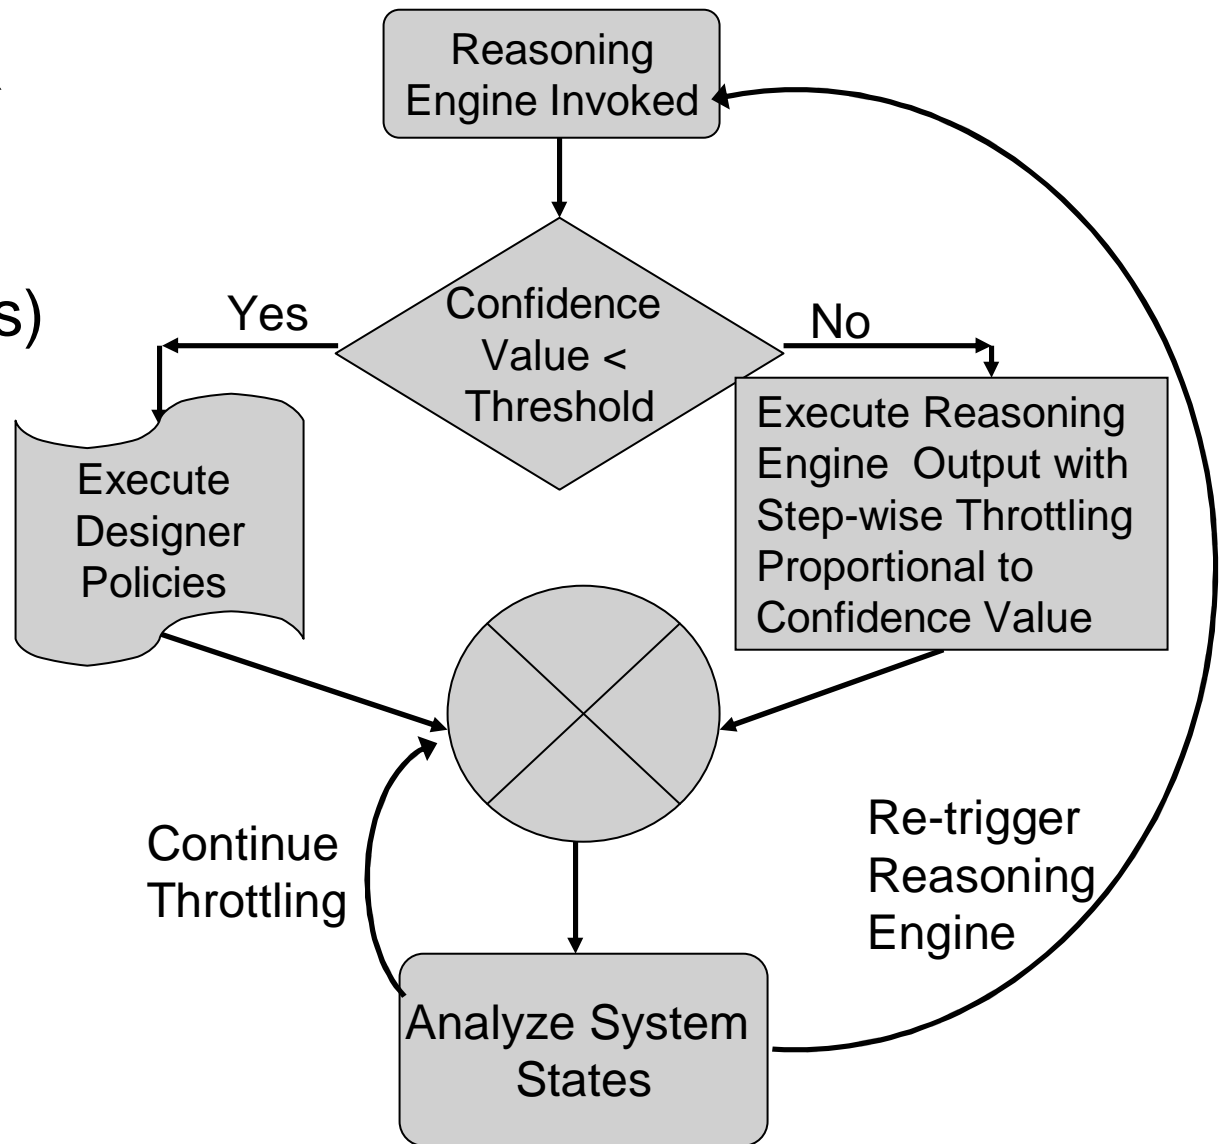 Reasoning
Engine Invoked
s)
Yes
Confidence
Value <
Threshold
No
Execute
Designer
Policies
Execute Reasoning
Engine  Output with
Step-wise Throttling
Proportional to
Confidence Value
Continue
Throttling
Re-trigger
Reasoning
Engine
Analyze System
States